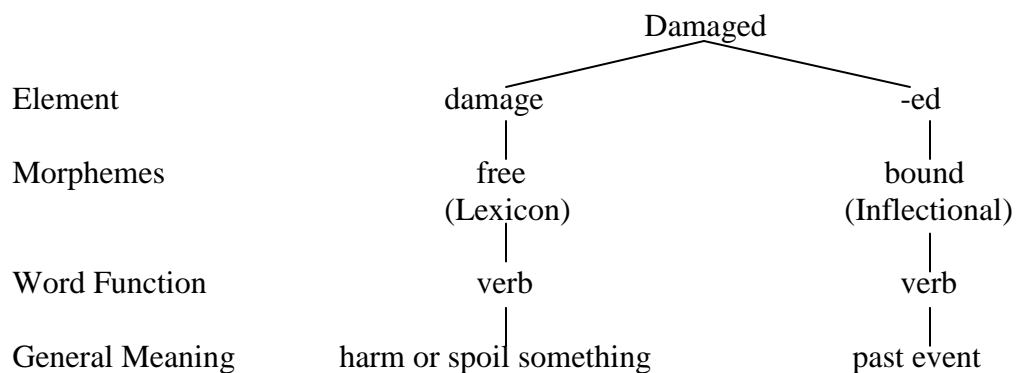 Damaged
Element damage -ed
Morphemes free bound
(Lexicon) (Inflectional)
Word Function verb verb
General Meaning harm or spoil something past event